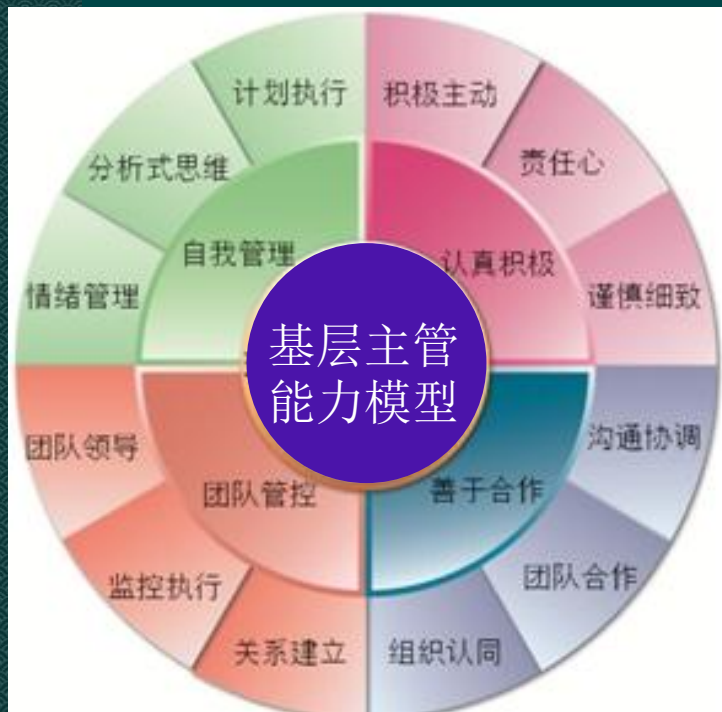 计划执行
积极主动
分析式思维
责任心
自我管理
认真积极
情绪管理
谨慎细致
基层主管
能力模型
团队领导
沟通协调
团队管控
善于合作
监控执行
团队合作
关系建立
组织认同